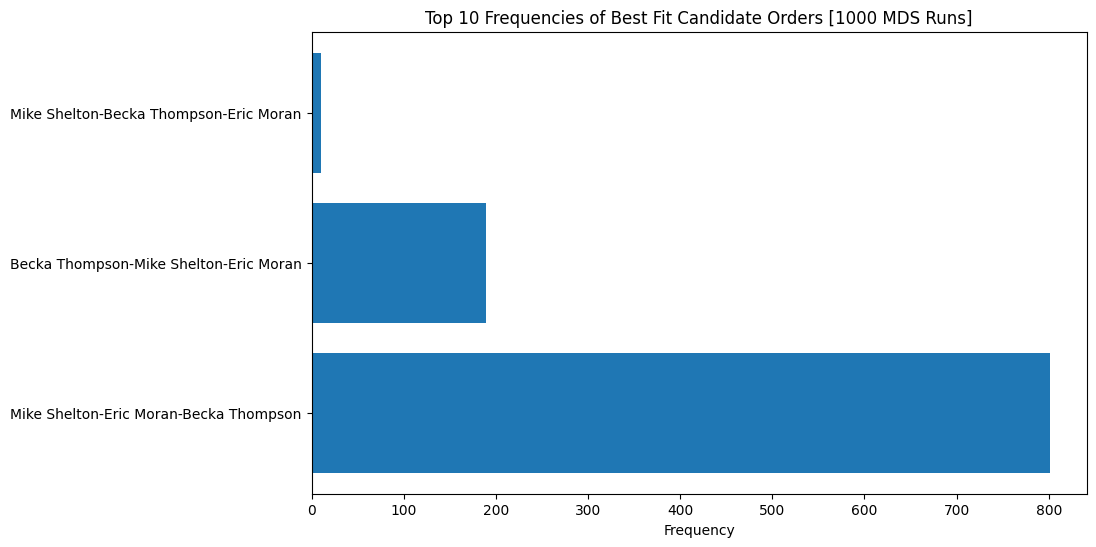 Top 10 Frequencies of Best Fit Candidate Orders [1000 MDS Runs]
Mike Shelton-Becka Thompson-Eric Moran
Becka Thompson-Mike Shelton-Eric Moran
Mike Shelton-Eric Moran-Becka Thompson
0 100 200 300 400 500 600 700 800
Frequency